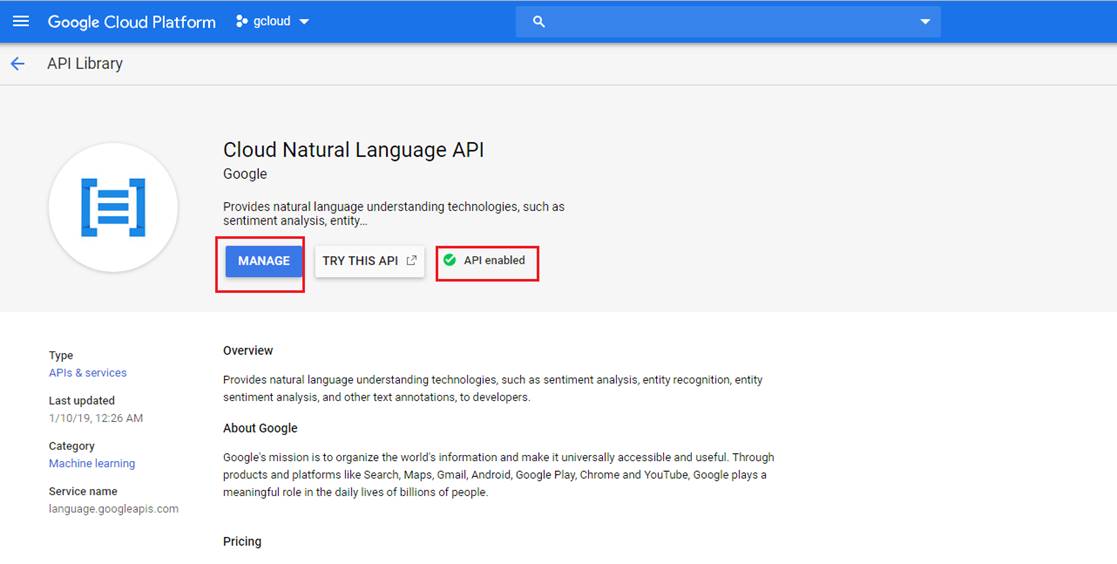 Google Cloud Platform gcloud
API Library
Cloud Natural Language API
Google
Provides natural language understanding technologies, such as
sentiment analysis, entity...
MANAGE TRY THIS API API enabled
Type
APIs & services
Last updated
1/10/19, 12:26 AM
Category
Machine learning
Service name
language.googleapis.com
Overview
Provides natural language understanding technologies, such as sentiment analysis, entity recognition, entity
sentiment analysis, and other text annotations, to developers.
About Google
Google's mission is to organize the world's information and make it universally accessible and useful. Through
products and platforms like Search, Maps, Gmail, Android, Google Play, Chrome and YouTube, Google plays a
meaningful role in the daily lives of billions of people.
Pricing